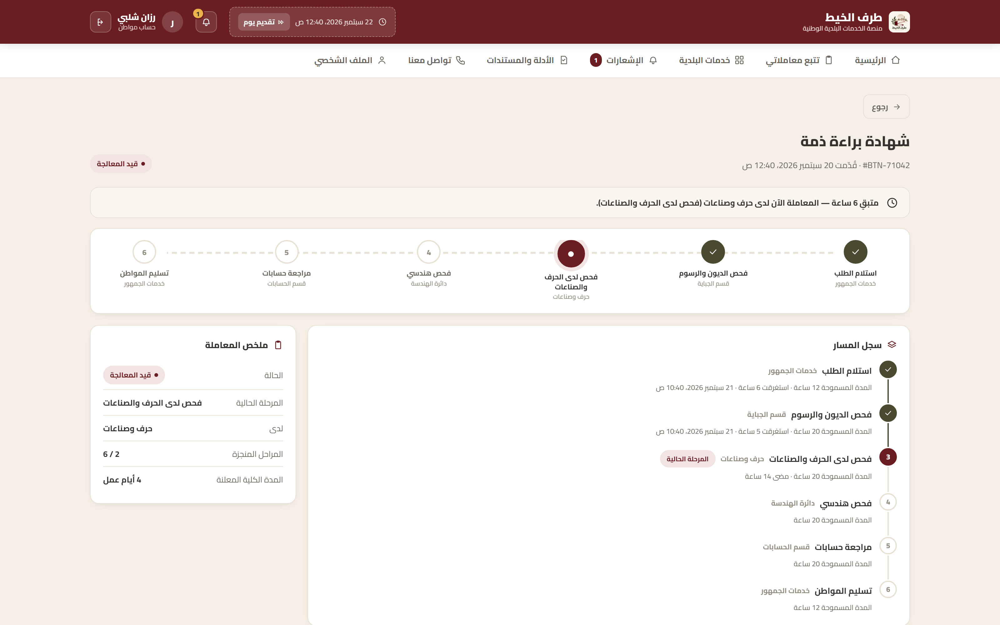 طرف الخيط
منصة الخدمات البلدية الوطنية
طرف الخيط
22 سبتمبر 2026، 12:40 ص
تقديم يوم
1
ر
رزان شلبي
حساب مواطن
الرئيسية
تتبع معاملاتي
خدمات البلدية
الإشعارات 1
الأدلة والمستندات
تواصل معنا
الملف الشخصي
رجوع
شهادة براءة ذمة
#BTN-71042 · قُدّمت 20 سبتمبر 2026، 12:40 ص
قيد المعالجة
متبقٍ 6 ساعة — المعاملة الآن لدى حرف وصناعات (فحص لدى الحرف والصناعات).
استلام الطلب
خدمات الجمهور
فحص الديون والرسوم
قسم الجباية
فحص لدى الحرف
والصناعات
حرف وصناعات
4
فحص هندسي
دائرة الهندسة
5
مراجعة حسابات
قسم الحسابات
6
تسليم المواطن
خدمات الجمهور
سجل المسار
استلام الطلب خدمات الجمهور
المدة المسموحة 12 ساعة · استغرقت 6 ساعة · 21 سبتمبر 2026، 10:40 ص
فحص الديون والرسوم قسم الجباية
المدة المسموحة 20 ساعة · استغرقت 5 ساعة · 21 سبتمبر 2026، 10:40 ص
3 فحص لدى الحرف والصناعات حرف وصناعات المرحلة الحالية
المدة المسموحة 20 ساعة · مضى 14 ساعة
4 فحص هندسي دائرة الهندسة
المدة المسموحة 20 ساعة
5 مراجعة حسابات قسم الحسابات
المدة المسموحة 20 ساعة
6 تسليم المواطن خدمات الجمهور
المدة المسموحة 12 ساعة
ملخص المعاملة
الحالة قيد المعالجة
المرحلة الحالية فحص لدى الحرف والصناعات
لدى حرف وصناعات
المراحل المنجزة 2 / 6
المدة الكلية المعلنة 4 أيام عمل